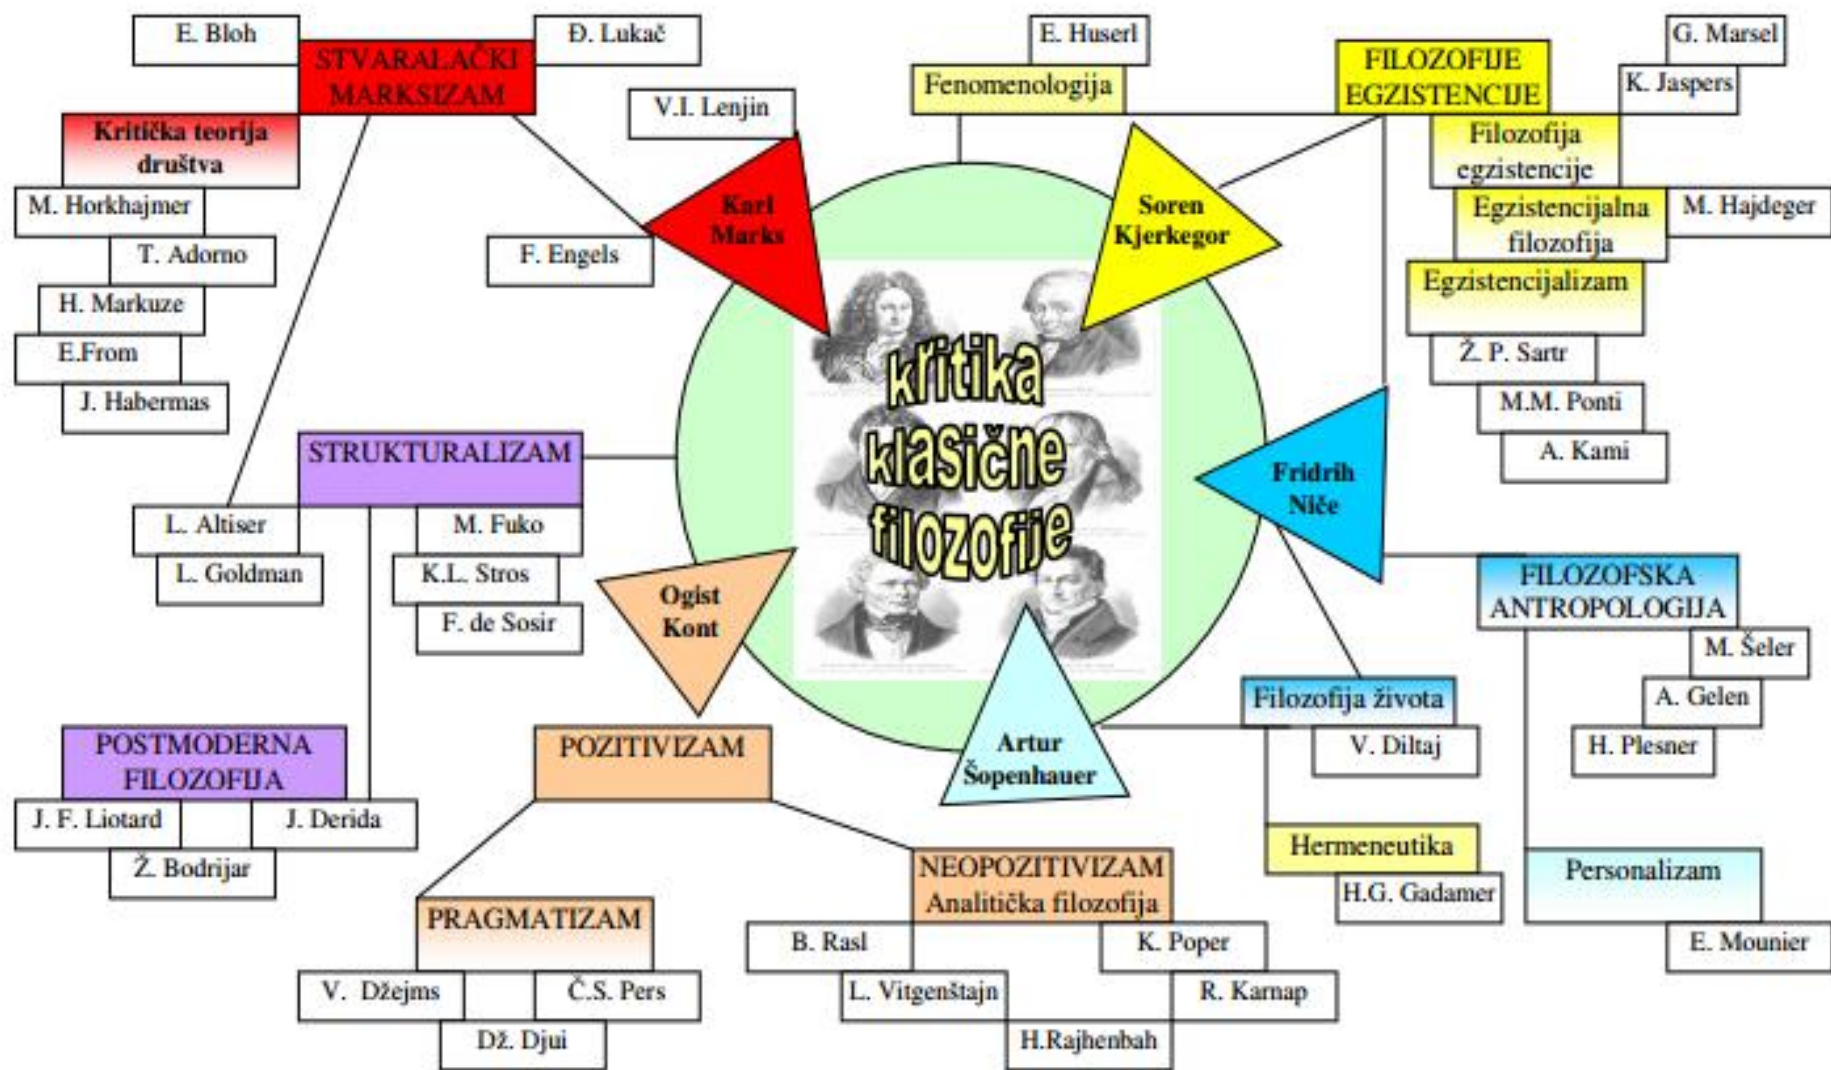 E. Bloh
Đ. Lukač
STVARALAČKI
MARKSIZAM
Kritička teorija
društva
M. Horkhajmer
T. Adorno
H. Markuze
E.From
J. Habermas
V.I. Lenjin
F. Engels
Karl
Marks
E. Huserl
Fenomenologija
FILOZOFIJE
EGZISTENCIJE
G. Marsel
K. Jaspers
Filozofija
egzistencije
Egzistencijalna
filozofija
M. Hajdeger
Egzistencijalizam
Ž. P. Sartr
M.M. Ponti
A. Kami
Soren
Kjerkegor
kritika
klasične
filozofije
STRUKTURALIZAM
L. Altiser
L. Goldman
M. Fuko
K.L. Stros
F. de Sosir
Ogist
Kont
Fridrih
Niče
FILOZOFSKA
ANTROPOLOGIJA
M. Šeler
A. Gelen
H. Plesner
Filozofija života
V. Diltaj
Artur
Šopenhauer
POSTMODERNA
FILOZOFIJA
J. F. Liotard
J. Derida
Ž. Bodrijar
POZITIVIZAM
PRAGMATIZAM
V. Džejms
Č.S. Pers
Dž. Djui
NEOPOZITIVIZAM
Analitička filozofija
B. Rasl
K. Poper
L. Vitgenštajn
R. Karnap
H.Rajhenbah
Hermeneutika
H.G. Gadamer
Personalizam
E. Mounier